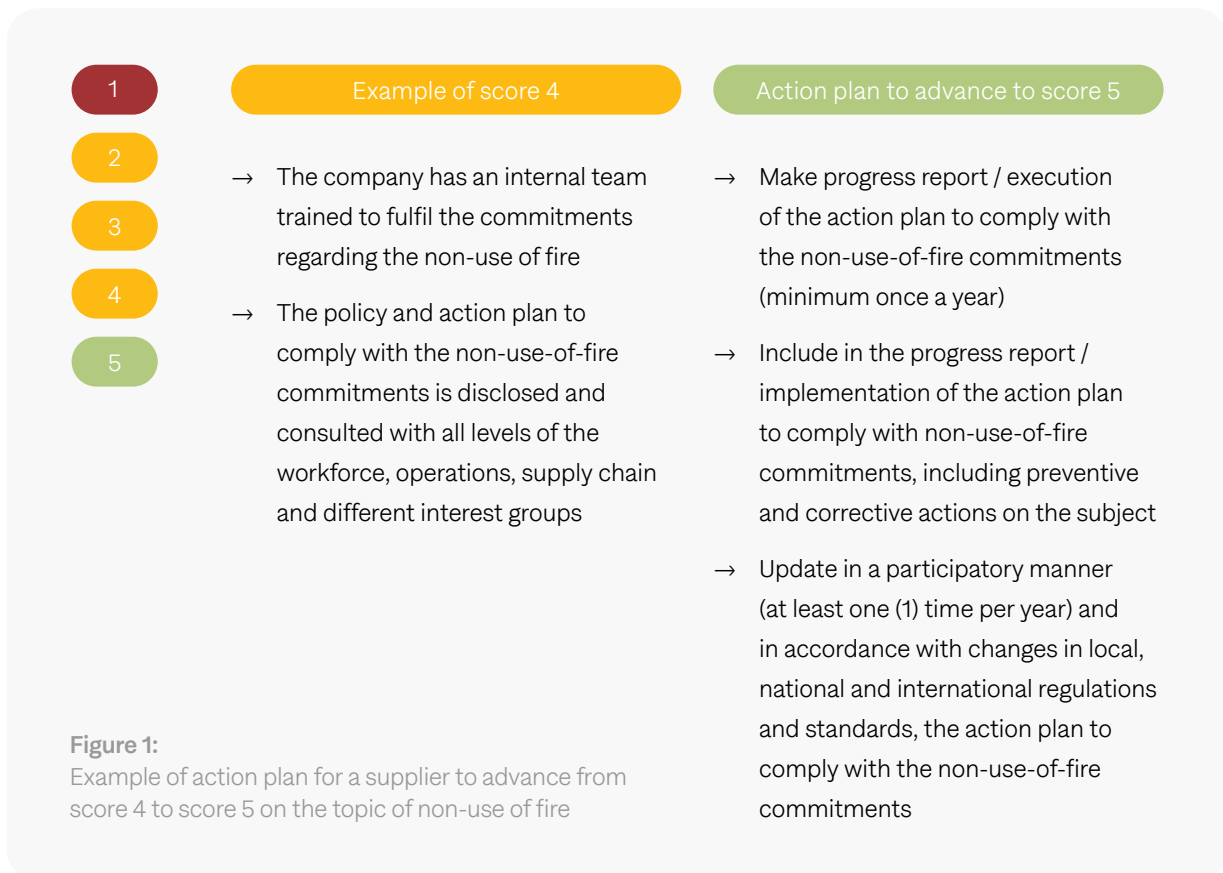 1
2
3
4
5
Example of score 4
→ The company has an internal team
trained to fulfil the commitments
regarding the non-use of fire
→ The policy and action plan to
comply with the non-use-of-fire
commitments is disclosed and
consulted with all levels of the
workforce, operations, supply chain
and different interest groups
Action plan to advance to score 5
→ Make progress report / execution
of the action plan to comply with
the non-use-of-fire commitments
(minimum once a year)
→ Include in the progress report /
implementation of the action plan
to comply with non-use-of-fire
commitments, including preventive
and corrective actions on the subject
→ Update in a participatory manner
(at least one (1) time per year) and
in accordance with changes in local,
national and international regulations
and standards, the action plan to
comply with the non-use-of-fire
commitments
Figure 1:
Example of action plan for a supplier to advance from
score 4 to score 5 on the topic of non-use of fire